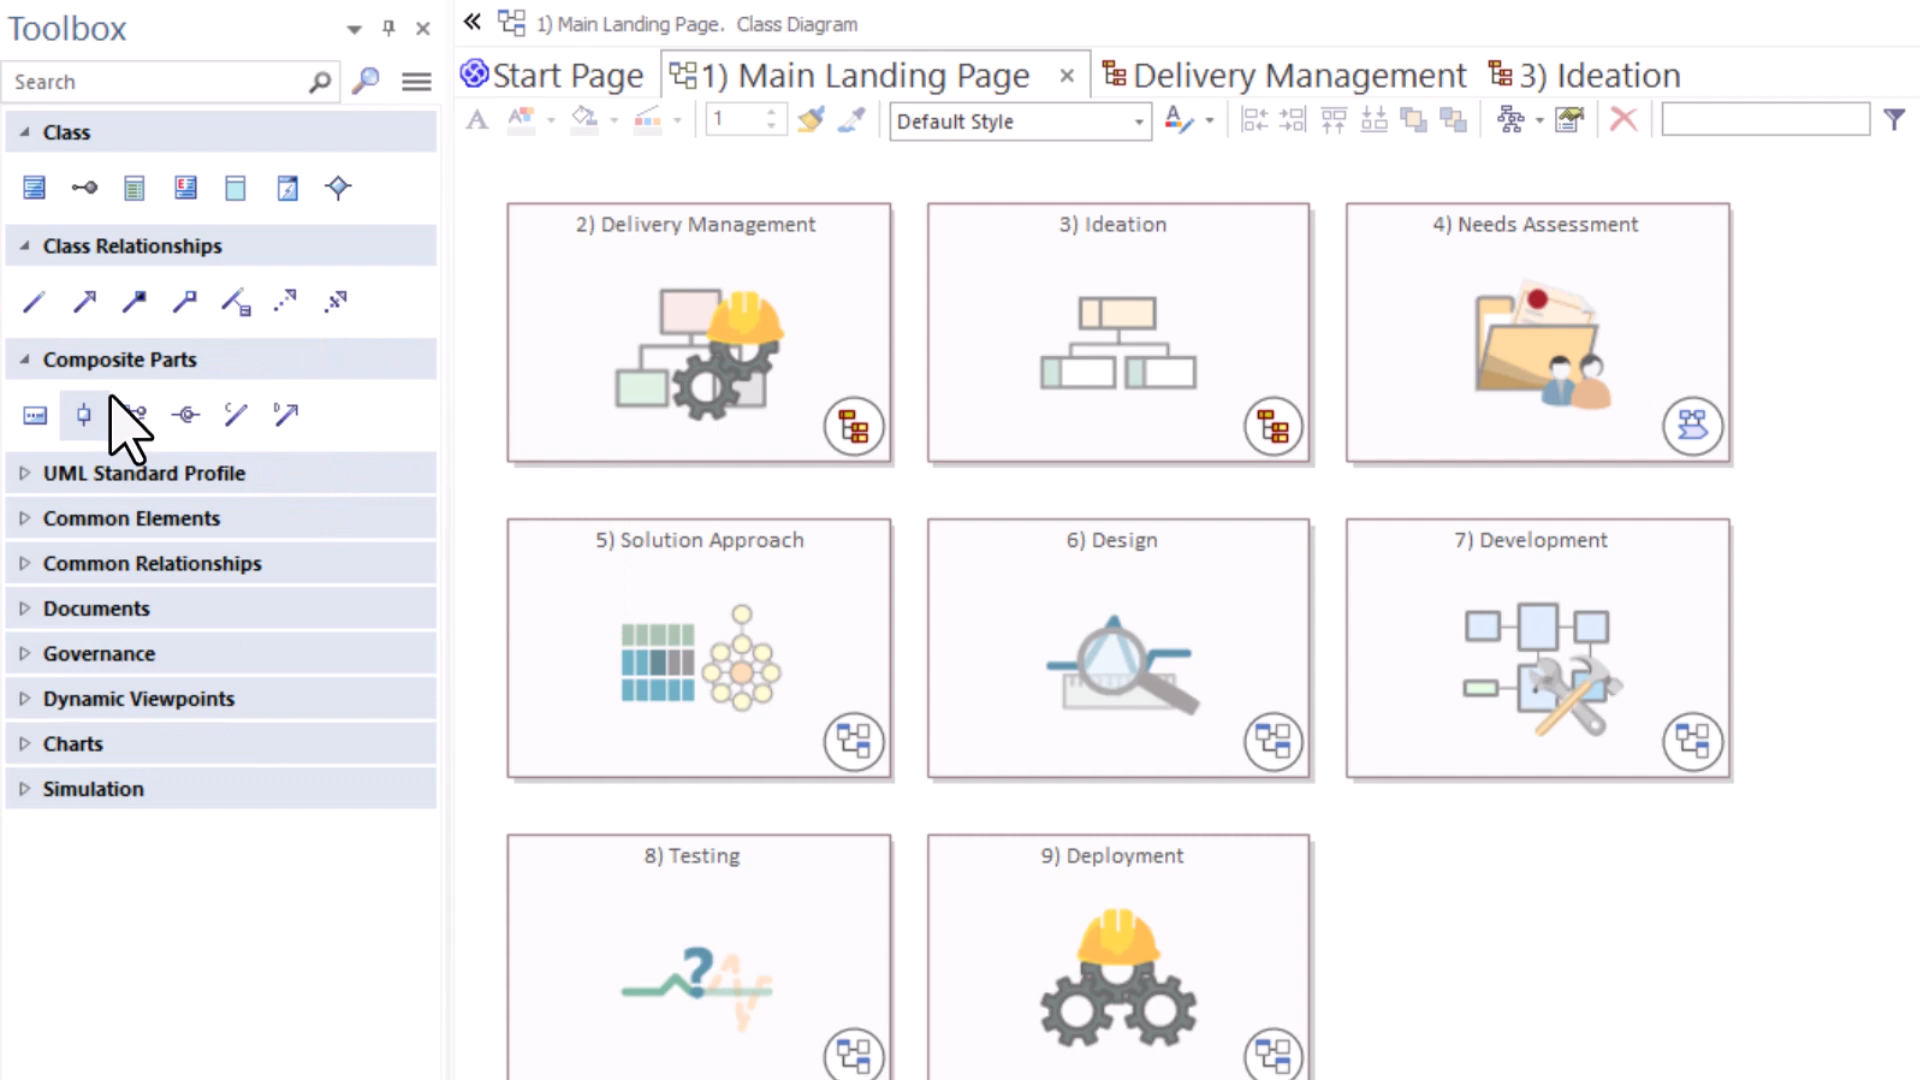 Toolbox
Search
Class
Class Relationships
Composite Parts
UML Standard Profile
Common Elements
Common Relationships
Documents
Governance
Dynamic Viewpoints
Charts
Simulation
1) Main Landing Page. Class Diagram
Start Page
1) Main Landing Page
Delivery Management
3) Ideation
1
Default Style
2) Delivery Management
3) Ideation
4) Needs Assessment
5) Solution Approach
6) Design
7) Development
8) Testing
9) Deployment